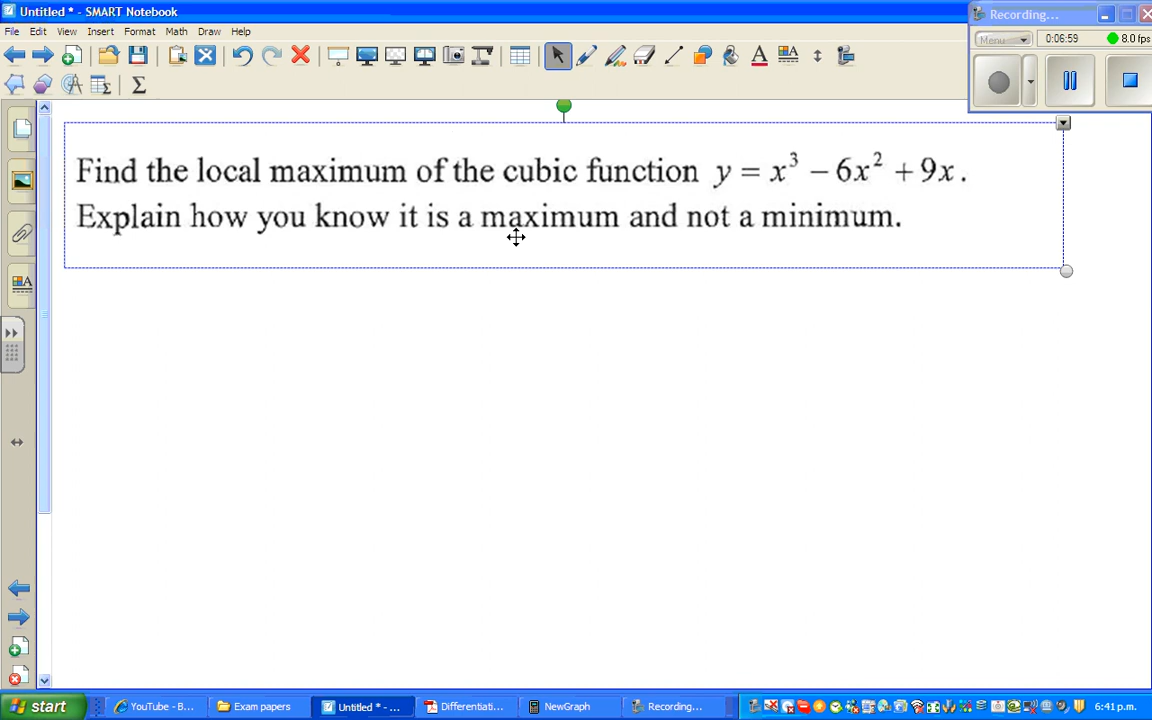 Untitled * - SMART Notebook
Recording...
File Edit View Insert Format Math Draw Help
Menu 0:06:59 8.0 fps
Find the local maximum of the cubic function y = x³ − 6x² + 9x.
Explain how you know it is a maximum and not a minimum.
start YouTube - B... Exam papers Untitled * - ... Differentiati... NewGraph Recording... 6:41 p.m.